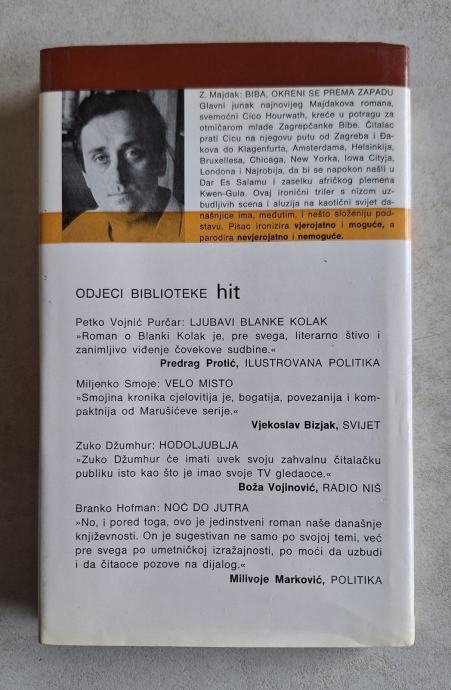 Z. Majdak: BIBA, OKRENI SE PREMA ZAPADU
Glavni junak najnovijeg Majdakova romana,
svemoćni Cico Hourwath, kreće u potragu za
otmičarom mlade Zagrepčanke Bibe. Čitalac
prati Cicu na njegovu putu od Zagreba i Đa-
kova do Klagenfurta, Amsterdama, Helsinkija,
Bruxellesa, Chicaga, New Yorka, Iowa Cityja,
Londona i Najrobija, da bi se napokon našli u
Dar Es Salamu i zaselku afričkog plemena
Kwen-Gula. Ovaj ironični triler s nizom uz-
budljivih scena i aluzija na kaotični svijet da-
našnjice ima, međutim, i nešto složeniju pod-
stavu. Pisac ironizira vjerojatno i moguće, a
parodira nevjerojatno i nemoguće.
ODJECI BIBLIOTEKE hit
Petko Vojnić Purčar: LJUBAVI BLANKE KOLAK
»Roman o Blanki Kolak je, pre svega, literarno štivo i
zanimljivo viđenje čovekove sudbine.«
Predrag Protić, ILUSTROVANA POLITIKA
Miljenko Smoje: VELO MISTO
»Smojina kronika cjelovitija je, bogatija, povezanija i kom-
paktnija od Marušićeve serije.«
Vjekoslav Bizjak, SVIJET
Zuko Džumhur: HODOLJUBLJA
»Zuko Džumhur će imati uvek svoju zahvalnu čitalačku
publiku isto kao što je imao svoje TV gledaoce.«
Boža Vojinović, RADIO NIŠ
Branko Hofman: NOĆ DO JUTRA
»No, i pored toga, ovo je jedinstveni roman naše današnje
književnosti. On je sugestivan ne samo po svojoj temi, već
pre svega po umetničkoj izražajnosti, po moći da uzbudi
i da čitaoce pozove na dijalog.«
Milivoje Marković, POLITIKA